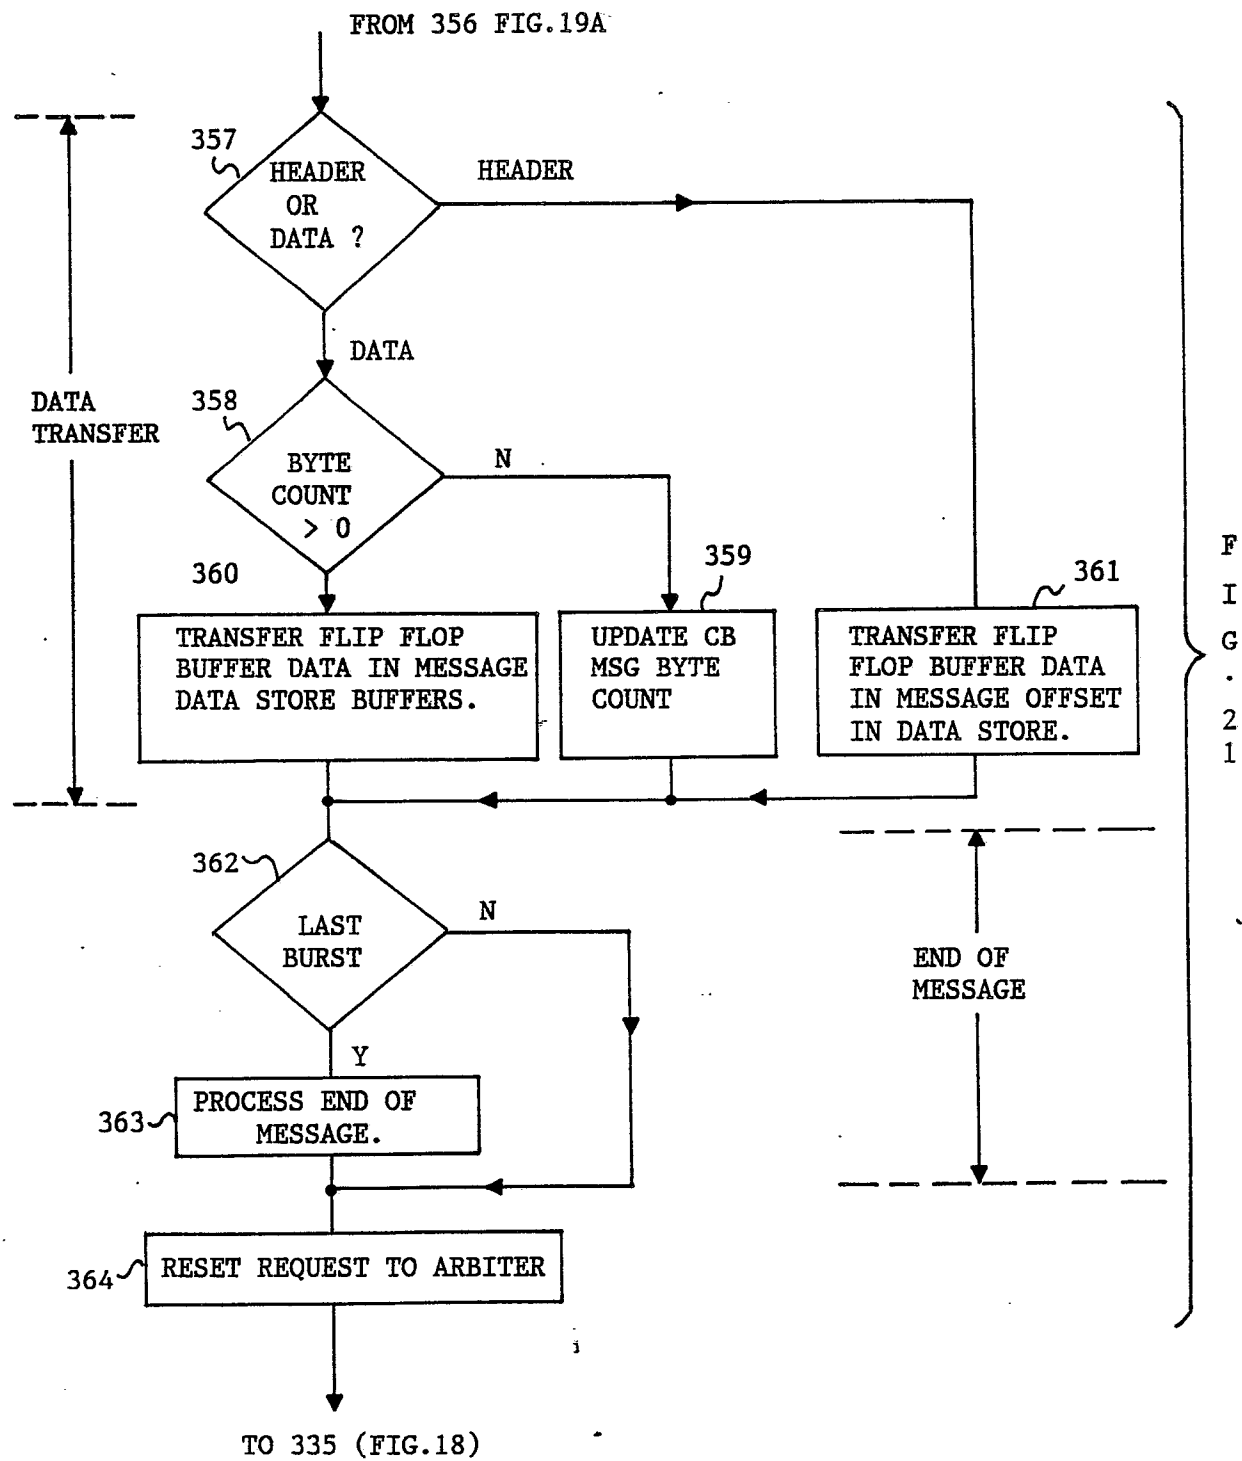 FROM 356 FIG.19A
357
HEADER
OR
DATA ?
HEADER
DATA
DATA
TRANSFER
358
BYTE
COUNT
> 0
N
360
TRANSFER FLIP FLOP
BUFFER DATA IN MESSAGE
DATA STORE BUFFERS.
359
UPDATE CB
MSG BYTE
COUNT
361
TRANSFER FLIP
FLOP BUFFER DATA
IN MESSAGE OFFSET
IN DATA STORE.
FIG.21
362
LAST
BURST
N
Y
END OF
MESSAGE
363
PROCESS END OF
MESSAGE.
364
RESET REQUEST TO ARBITER
TO 335 (FIG.18)